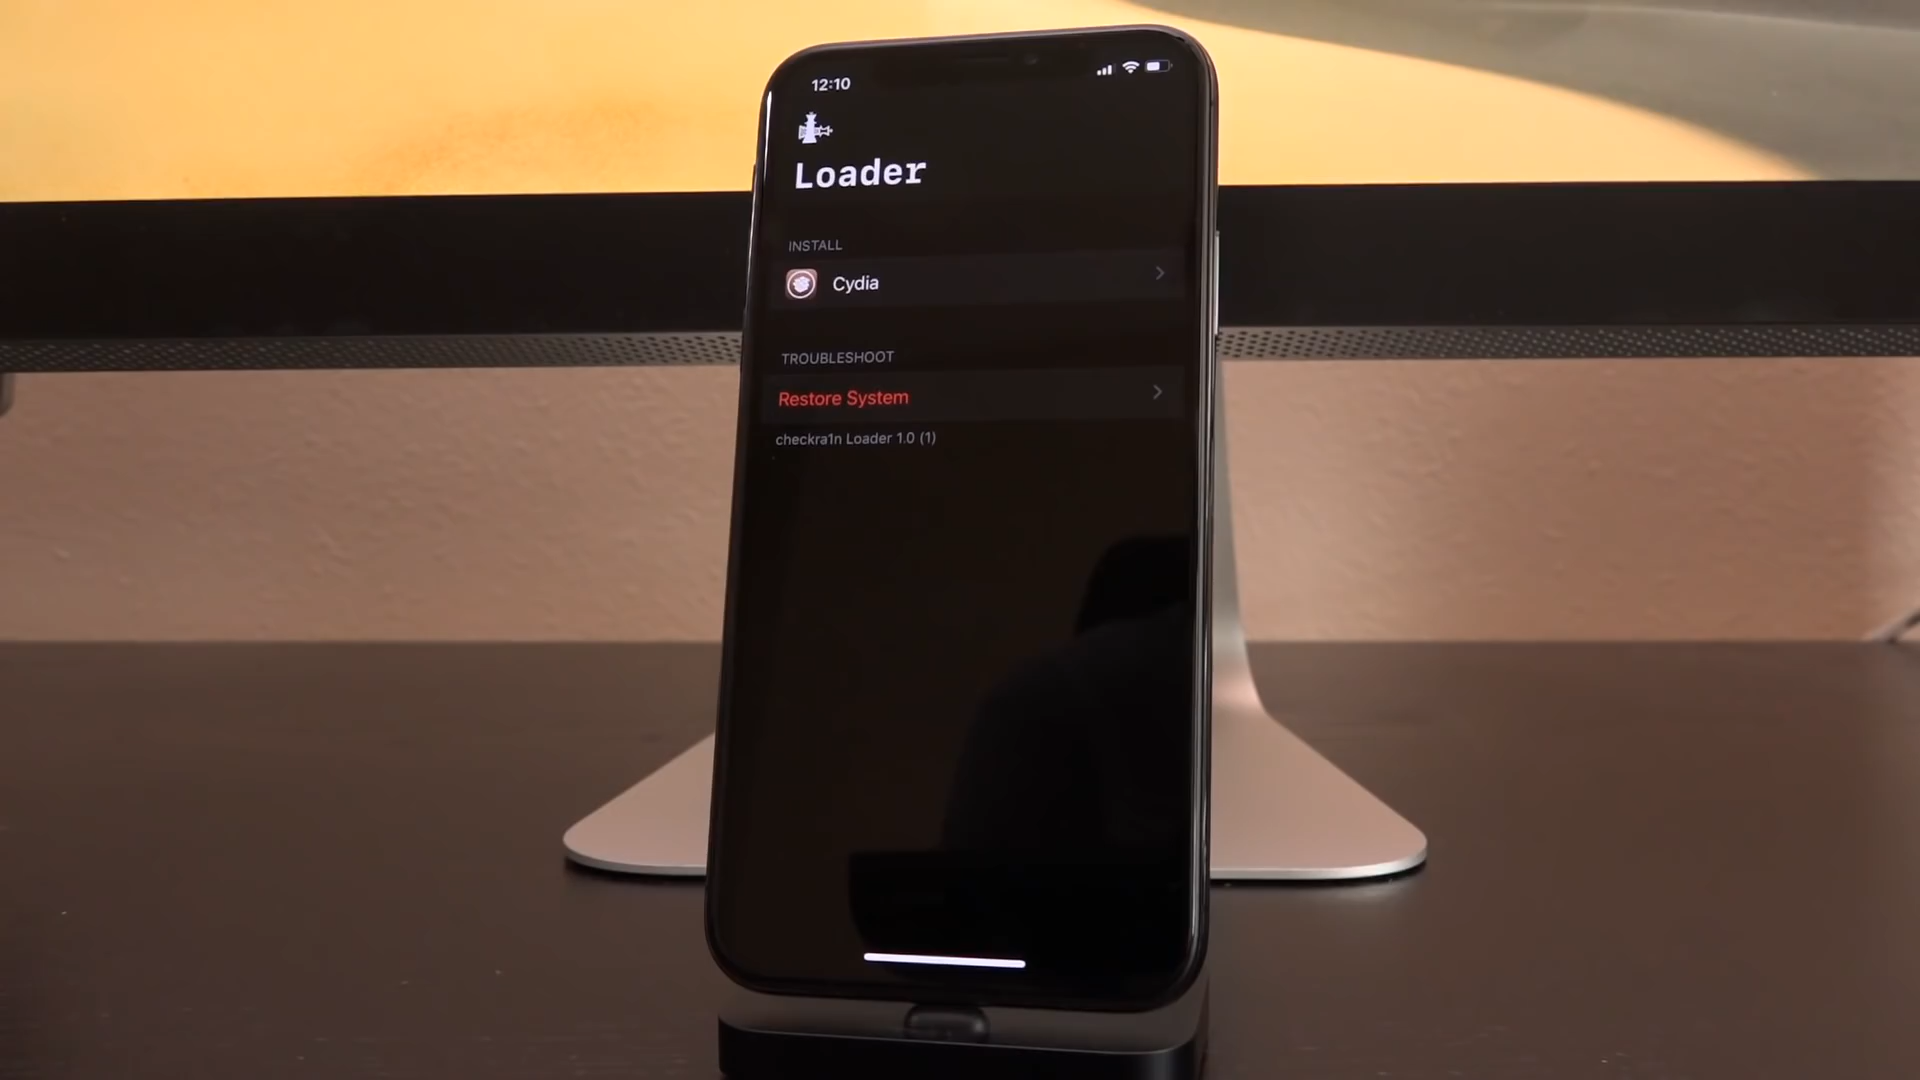 12:10
Loader
INSTALL
Cydia
TROUBLESHOOT
Restore System
checkra1n Loader 1.0 (1)